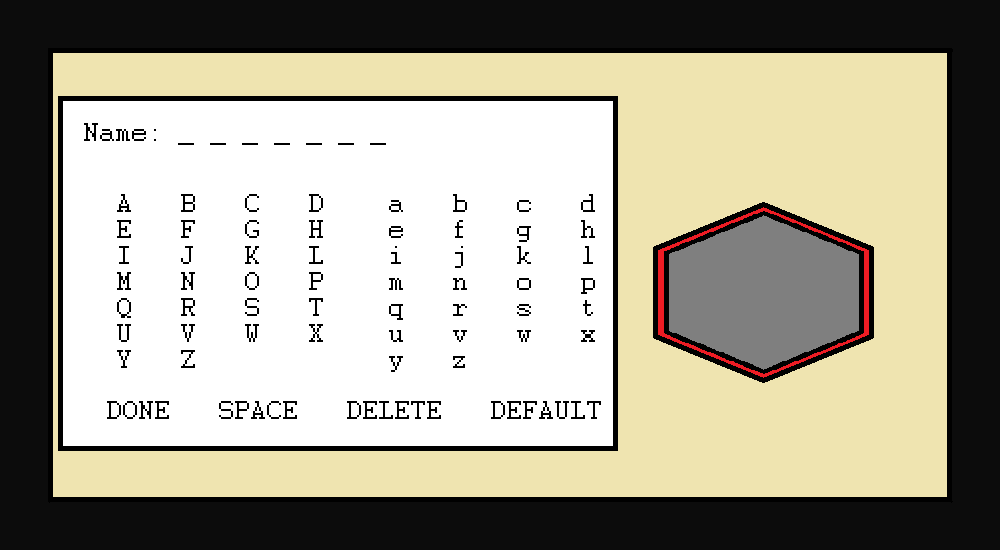 Name: _ _ _ _ _ _ _
A B C D a b c d
E F G H e f g h
I J K L i j k l
M N O P m n o p
Q R S T q r s t
U V W X u v w x
Y Z y z
DONE SPACE DELETE DEFAULT